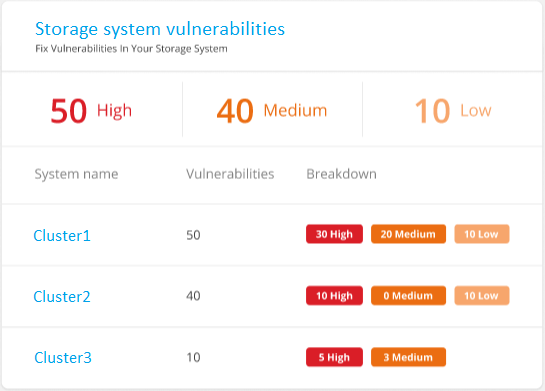 Storage system vulnerabilities
Fix Vulnerabilities In Your Storage System
50 High 40 Medium 10 Low
System name Vulnerabilities Breakdown
Cluster1 50 30 High 20 Medium 10 Low
Cluster2 40 10 High 0 Medium 10 Low
Cluster3 10 5 High 3 Medium